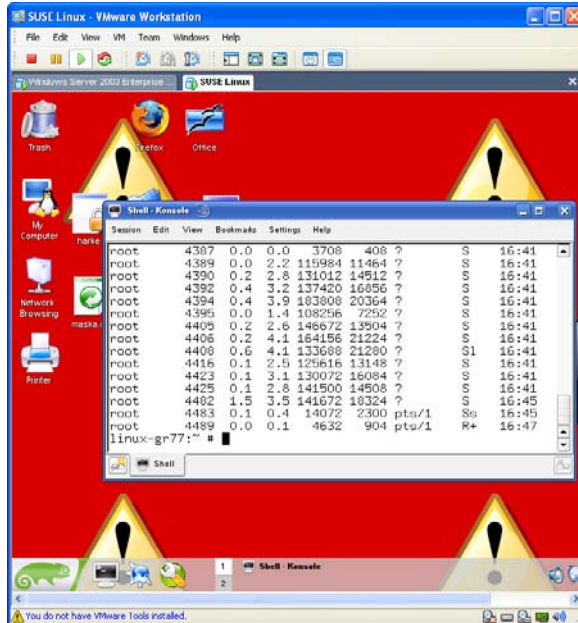 SUSE Linux - VMware Workstation
File Edit View VM Team Windows Help
Windows Server 2003 Enterprise ...
SUSE Linux
Trash
Firefox
Office
My Computer
harke
Network Browsing
maska.
Printer
Shell - Konsole
Session Edit View Bookmarks Settings Help
root 4387 0.0 0.0 3708 408 ? S 16:41
root 4389 0.0 2.2 115984 11464 ? S 16:41
root 4390 0.2 2.8 131012 14512 ? S 16:41
root 4392 0.4 3.2 137420 16856 ? S 16:41
root 4394 0.4 3.9 183808 20364 ? S 16:41
root 4395 0.0 1.4 108256 7252 ? S 16:41
root 4405 0.2 2.6 146672 13504 ? S 16:41
root 4406 0.2 4.1 164156 21224 ? S 16:41
root 4408 0.6 4.1 133688 21280 ? Sl 16:41
root 4416 0.1 2.5 125616 13148 ? S 16:41
root 4423 0.1 3.1 130072 16084 ? S 16:41
root 4425 0.1 2.8 141500 14508 ? S 16:41
root 4482 1.5 3.5 141672 18324 ? S 16:45
root 4483 0.1 0.4 14072 2300 pts/1 Ss 16:45
root 4489 0.0 0.1 4632 904 pts/1 R+ 16:47
linux-gr77:~ #
Shell
1
2
Shell - Konsole
You do not have VMware Tools installed.